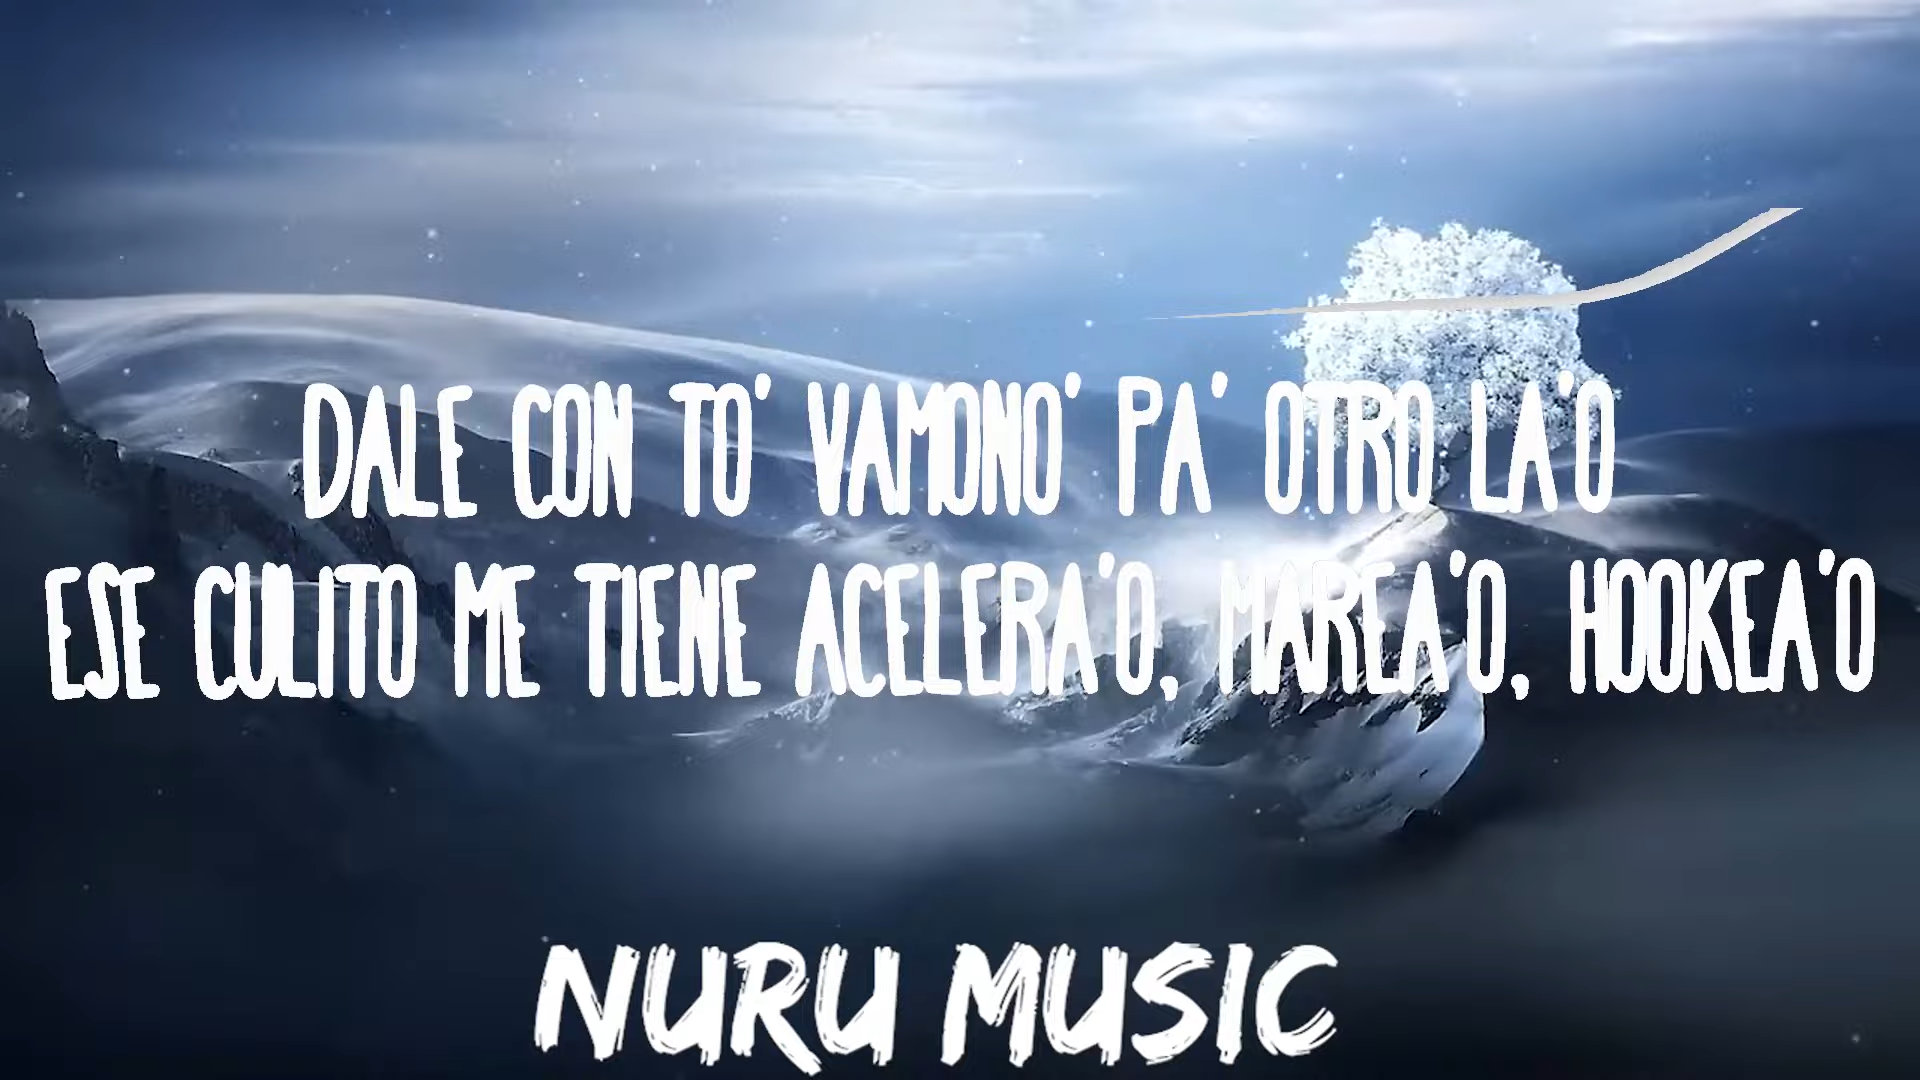 DALE CON TO' VAMONO' PA' OTRO LA'O
ESE CULITO ME TIENE ACELERA'O, MAREA'O, HOOKEA'O
NURU MUSIC